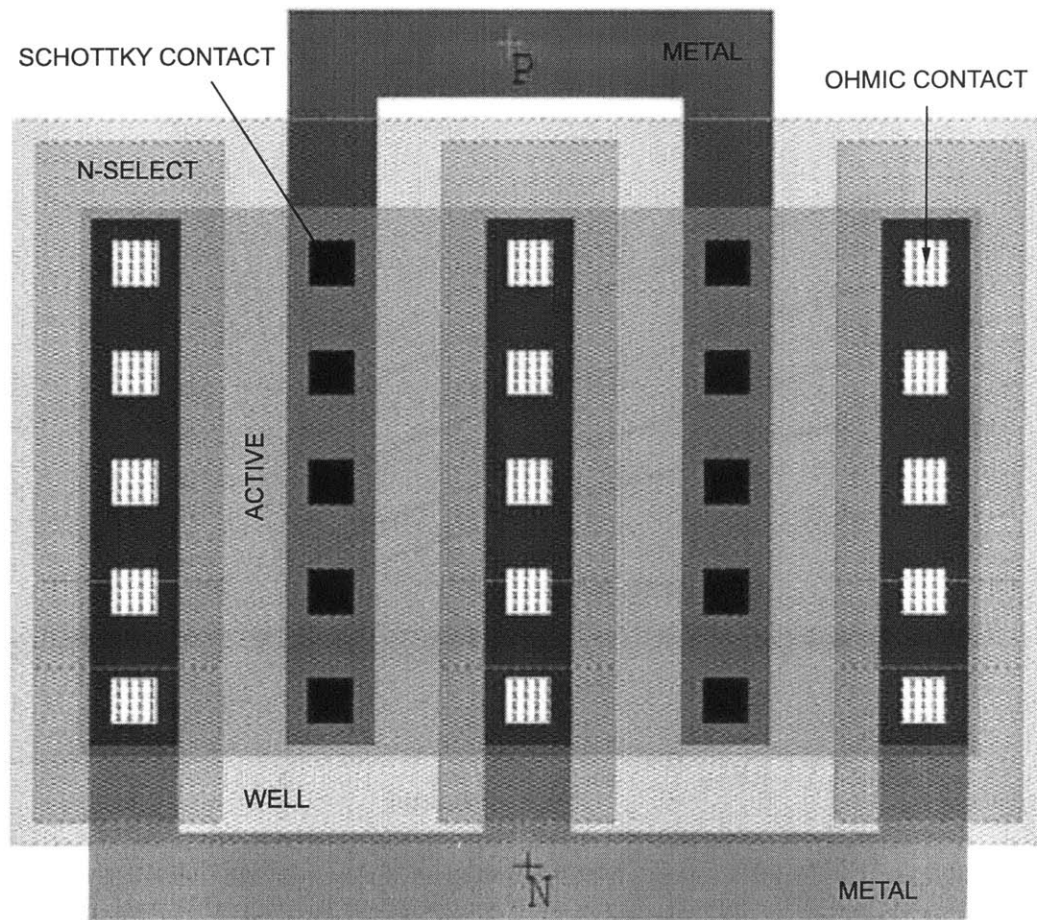 SCHOTTKY CONTACT
P
METAL
OHMIC CONTACT
N-SELECT
ACTIVE
WELL
N
METAL